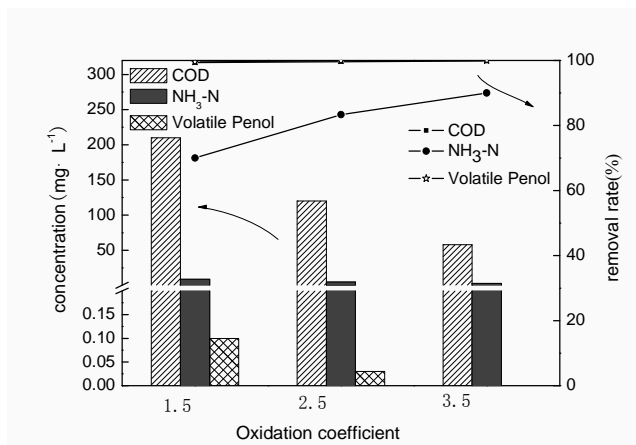 300
250
200
150
100
50
0.15
0.10
0.05
0.00
concentration(mg· L⁻¹)
COD
NH₃-N
Volatile Penol
COD
NH₃-N
Volatile Penol
100
80
60
40
20
0
removal rate(%)
1.5 2.5 3.5
Oxidation coefficient